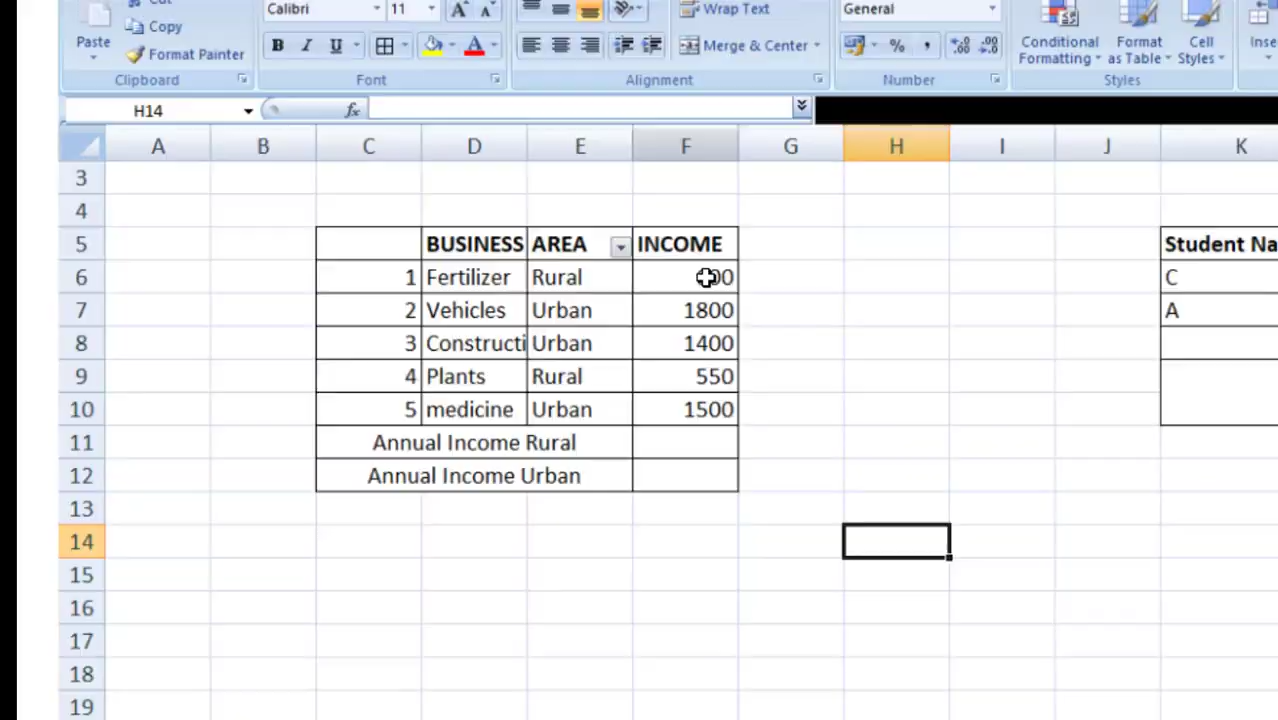 Cut
Copy
Paste
Format Painter
Clipboard
Calibri 11
B I U
Font
Wrap Text
Merge & Center
Alignment
General
%
Number
Conditional Formatting
Format as Table
Cell Styles
Styles
H14
fx
A B C D E F G H I J K
3
4
5 BUSINESS AREA INCOME Student Na
6 1 Fertilizer Rural C
7 2 Vehicles Urban 1800 A
8 3 Constructi Urban 1400
9 4 Plants Rural 550
10 5 medicine Urban 1500
11 Annual Income Rural
12 Annual Income Urban
13
14
15
16
17
18
19